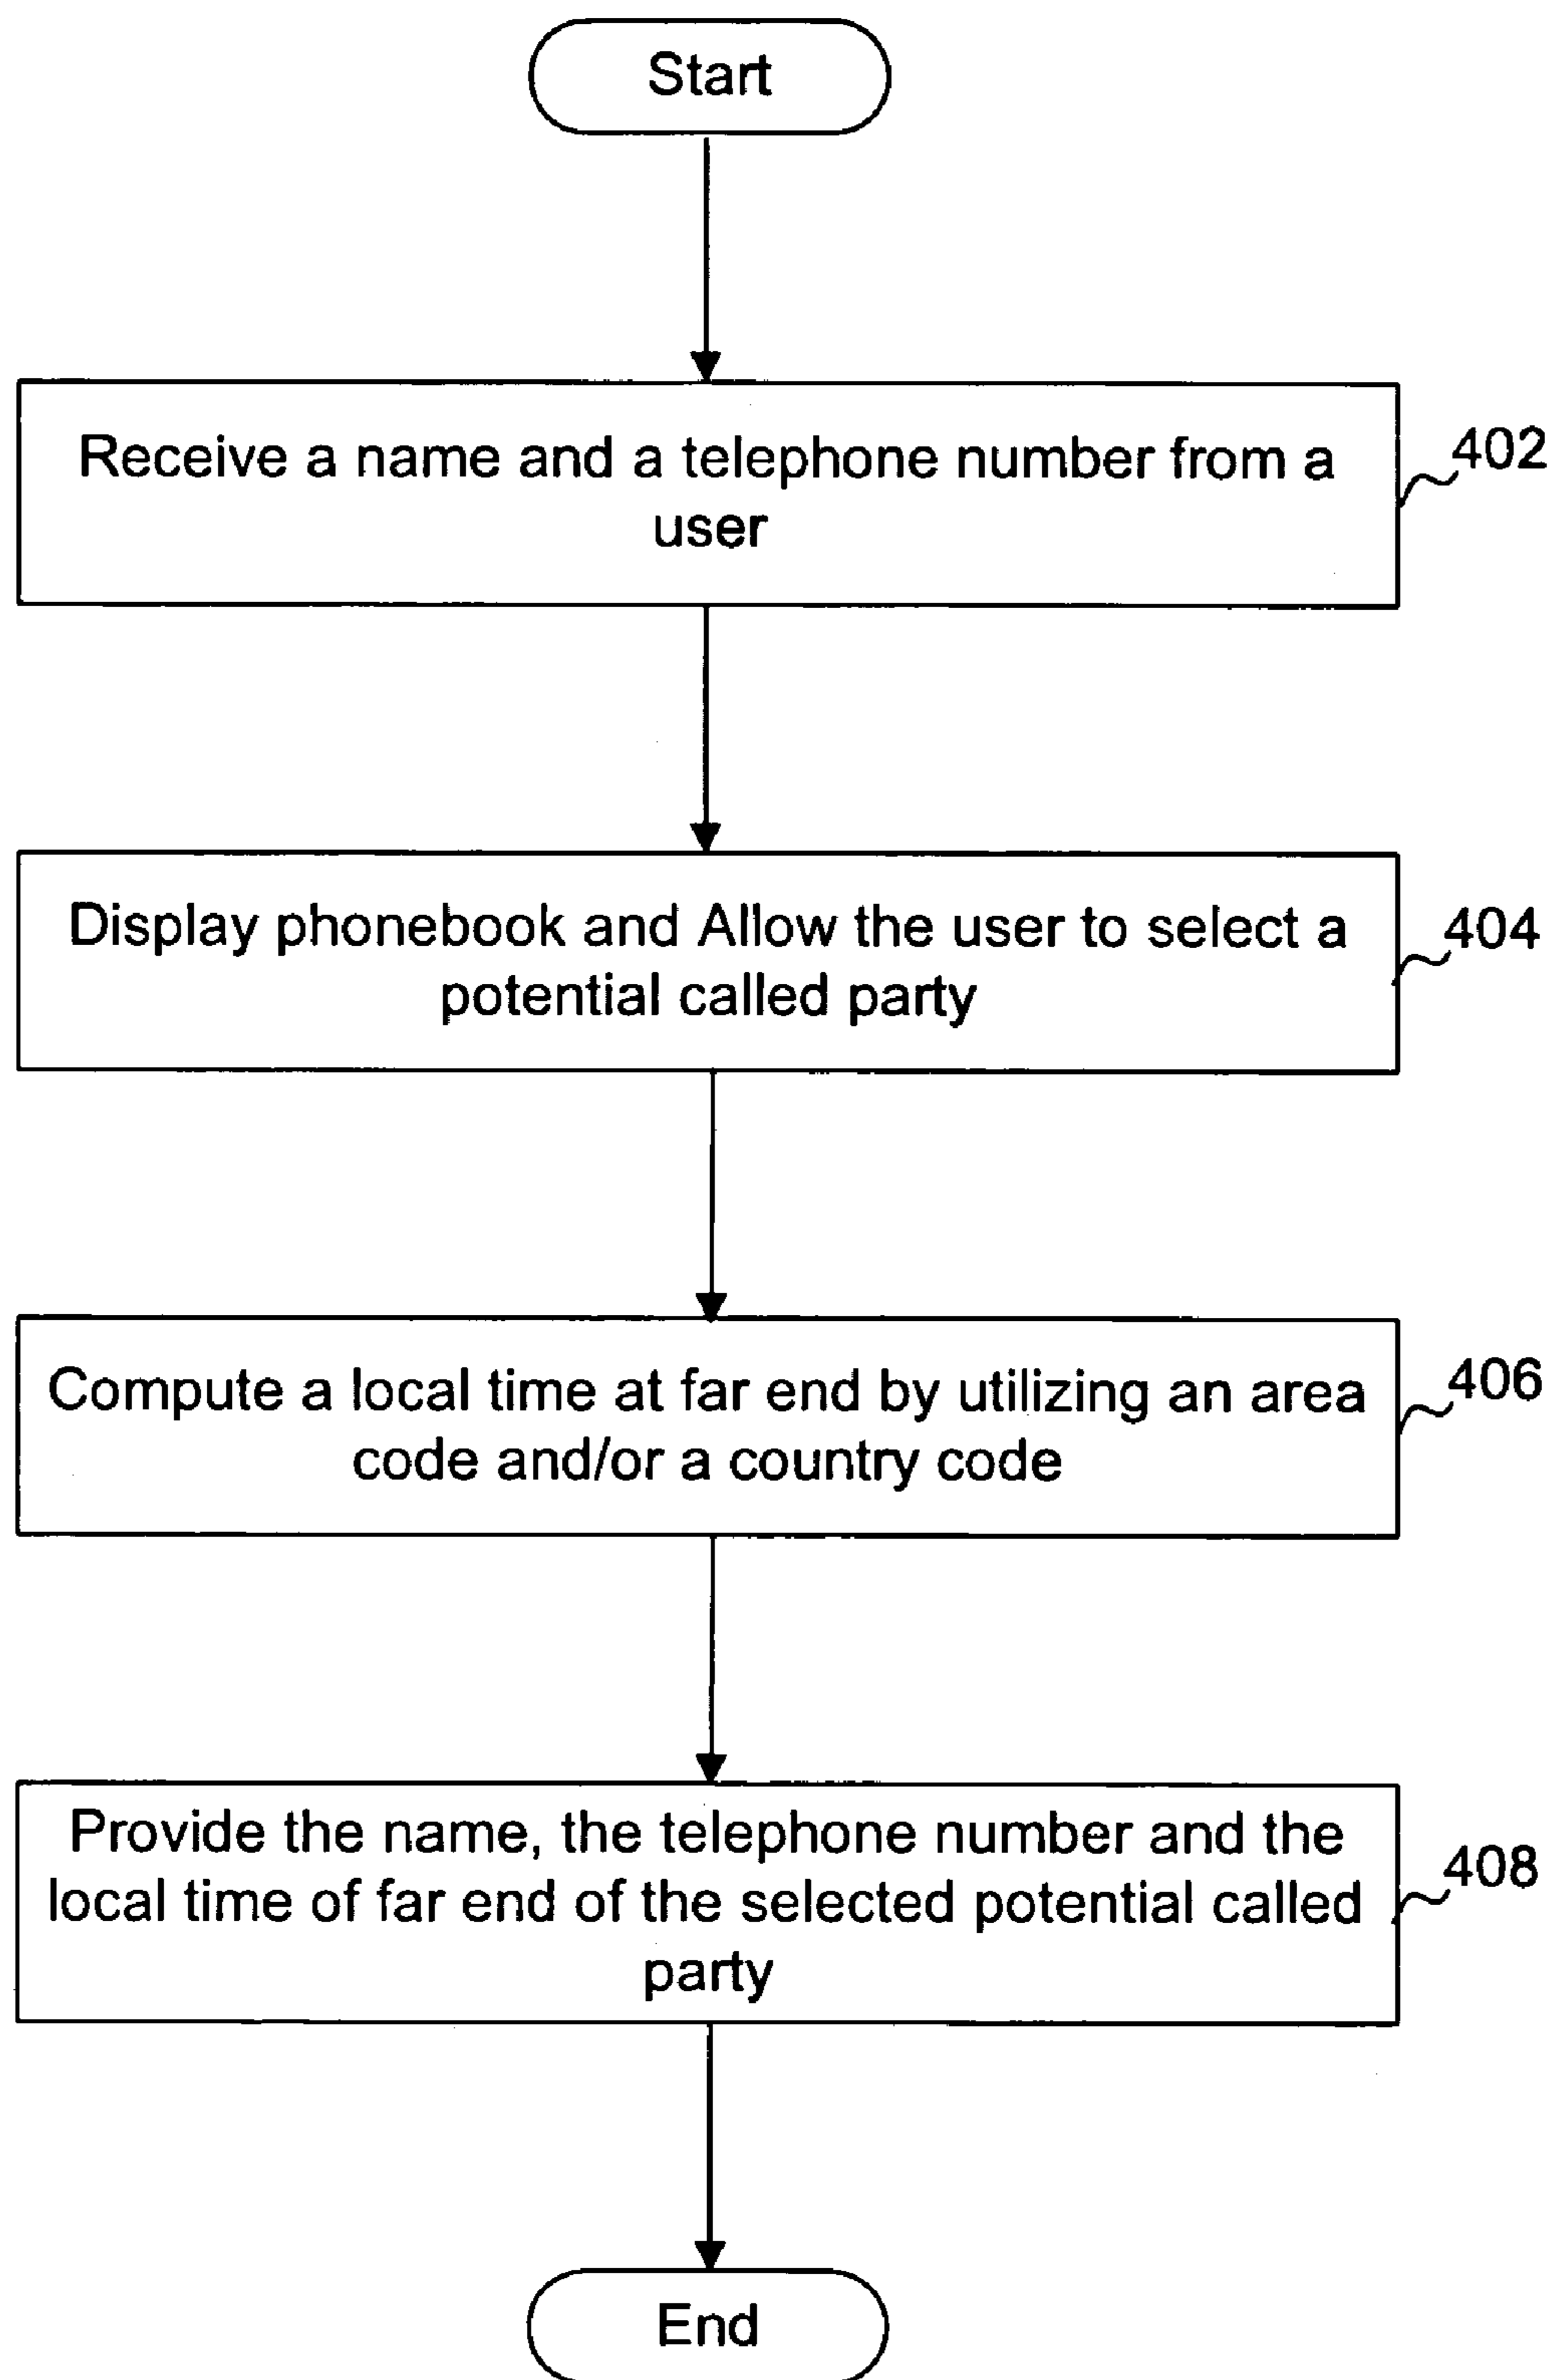 Start
Receive a name and a telephone number from a
user
402
Display phonebook and Allow the user to select a
potential called party
404
Compute a local time at far end by utilizing an area
code and/or a country code
406
Provide the name, the telephone number and the
local time of far end of the selected potential called
party
408
End